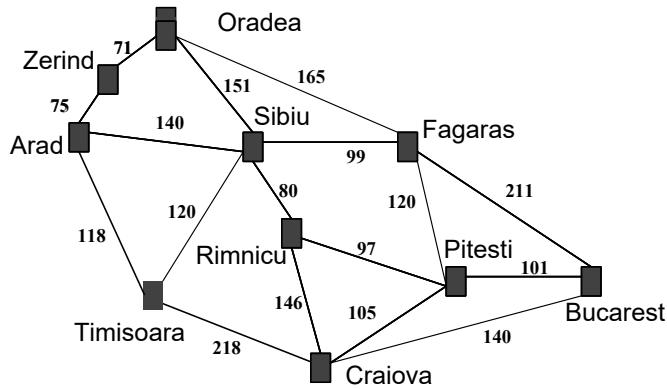 Oradea
71
Zerind
165
151
75
Sibiu
140
Fagaras
Arad
99
80
211
120
120
118
Rimnicu
97
Pitesti
101
146
105
Bucarest
Timisoara
140
218
Craiova